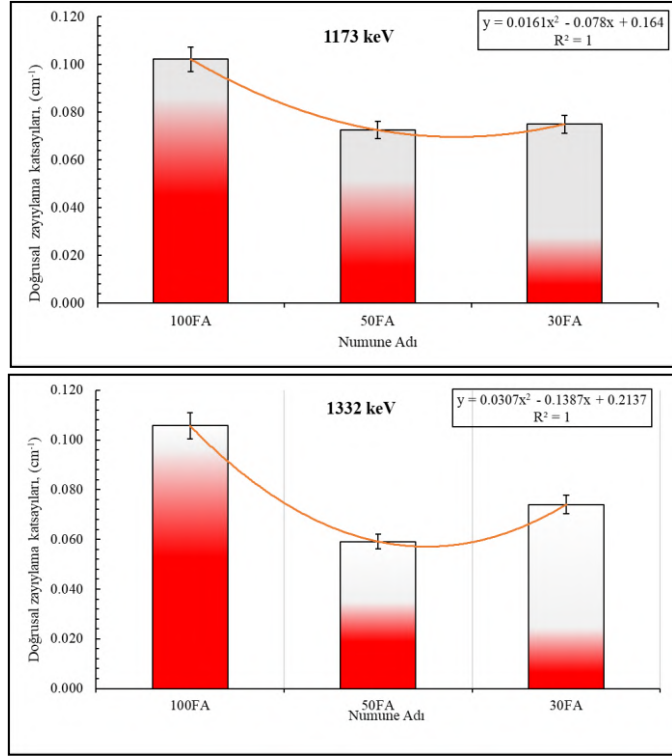 1173 keV
y = 0.0161x² - 0.078x + 0.164
R² = 1
Doğrusal zayıylama katsayıları, (cm⁻¹)
0.120
0.100
0.080
0.060
0.040
0.020
0.000
100FA
50FA
30FA
Numune Adı
1332 keV
y = 0.0307x² - 0.1387x + 0.2137
R² = 1
Doğrusal zayıylama katsayıları, (cm⁻¹)
0.120
0.100
0.080
0.060
0.040
0.020
0.000
100FA
50FA
30FA
Numune Adı